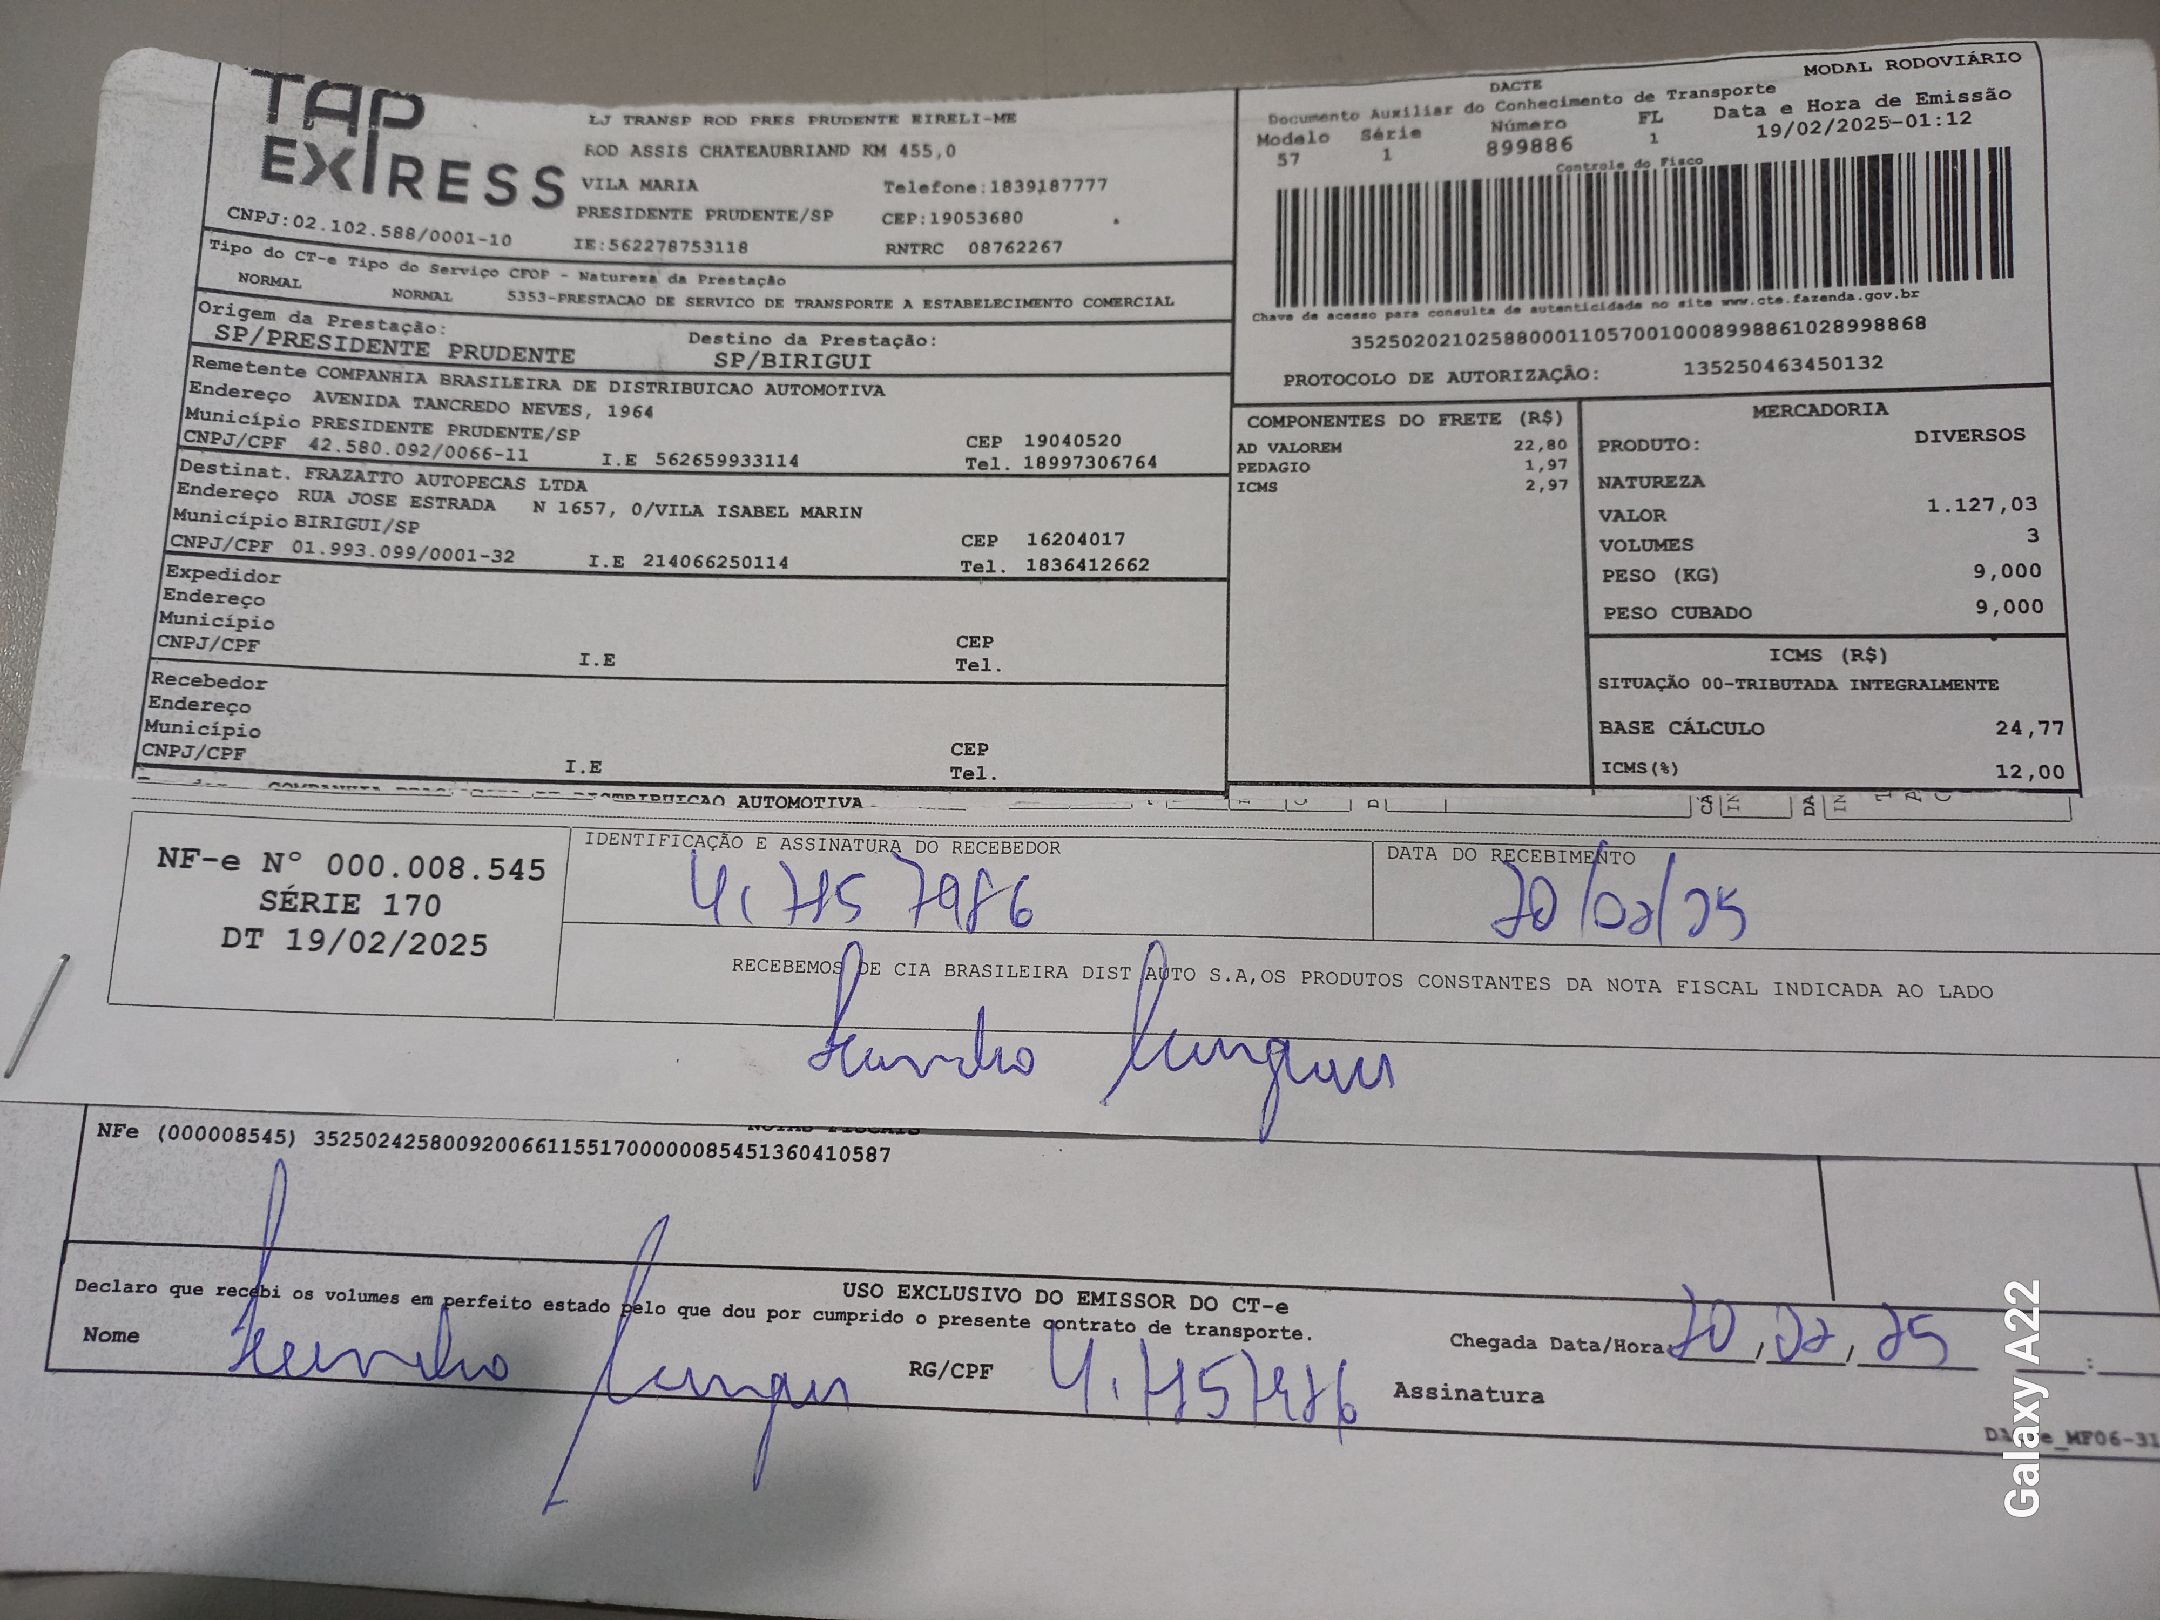 TAP EXPRESS
LJ TRANSP ROD PRES PRUDENTE EIRELI-ME
ROD ASSIS CHATEAUBRIAND KM 455,0
VILA MARIA Telefone:1839187777
PRESIDENTE PRUDENTE/SP CEP:19053680
CNPJ:02.102.588/0001-10 IE:562278753118 RNTRC 08762267
Tipo do CT-e Tipo do Serviço CFOP - Natureza da Prestação
NORMAL NORMAL 5353-PRESTACAO DE SERVICO DE TRANSPORTE A ESTABELECIMENTO COMERCIAL
Origem da Prestação: Destino da Prestação:
SP/PRESIDENTE PRUDENTE SP/BIRIGUI
Remetente COMPANHIA BRASILEIRA DE DISTRIBUICAO AUTOMOTIVA
Endereço AVENIDA TANCREDO NEVES, 1964
Município PRESIDENTE PRUDENTE/SP CEP 19040520
CNPJ/CPF 42.580.092/0066-11 I.E 562659933114 Tel. 18997306764
Destinat. FRAZATTO AUTOPECAS LTDA
Endereço RUA JOSE ESTRADA N 1657, 0/VILA ISABEL MARIN
Município BIRIGUI/SP CEP 16204017
CNPJ/CPF 01.993.099/0001-32 I.E 214066250114 Tel. 1836412662
Expedidor
Endereço
Município CEP
CNPJ/CPF I.E Tel.
Recebedor
Endereço
Município CEP
CNPJ/CPF I.E Tel.
DISTRIBUICAO AUTOMOTIVA
DACTE MODAL RODOVIÁRIO
Documento Auxiliar do Conhecimento de Transporte
Modelo Série Número FL Data e Hora de Emissão
57 1 899886 1 19/02/2025-01:12
Controle do Fisco
Chave de acesso para consulta de autenticidade no site www.cte.fazenda.gov.br
35250202102588000110570010008998861028998868
PROTOCOLO DE AUTORIZAÇÃO: 135250463450132
COMPONENTES DO FRETE (R$)
AD VALOREM 22,80
PEDAGIO 1,97
ICMS 2,97
MERCADORIA
PRODUTO: DIVERSOS
NATUREZA
VALOR 1.127,03
VOLUMES 3
PESO (KG) 9,000
PESO CUBADO 9,000
ICMS (R$)
SITUAÇÃO 00-TRIBUTADA INTEGRALMENTE
BASE CÁLCULO 24,77
ICMS(%) 12,00
NF-e Nº 000.008.545
SÉRIE 170
DT 19/02/2025
IDENTIFICAÇÃO E ASSINATURA DO RECEBEDOR
DATA DO RECEBIMENTO
20/02/25
RECEBEMOS DE CIA BRASILEIRA DIST AUTO S.A,OS PRODUTOS CONSTANTES DA NOTA FISCAL INDICADA AO LADO
NOTAS FISCAIS
NFe (000008545) 35250242580092006611551700000085451360410587
USO EXCLUSIVO DO EMISSOR DO CT-e
Declaro que recebi os volumes em perfeito estado pelo que dou por cumprido o presente contrato de transporte.
Nome RG/CPF Chegada Data/Hora 20, 02, 25 :
Assinatura
Galaxy A22